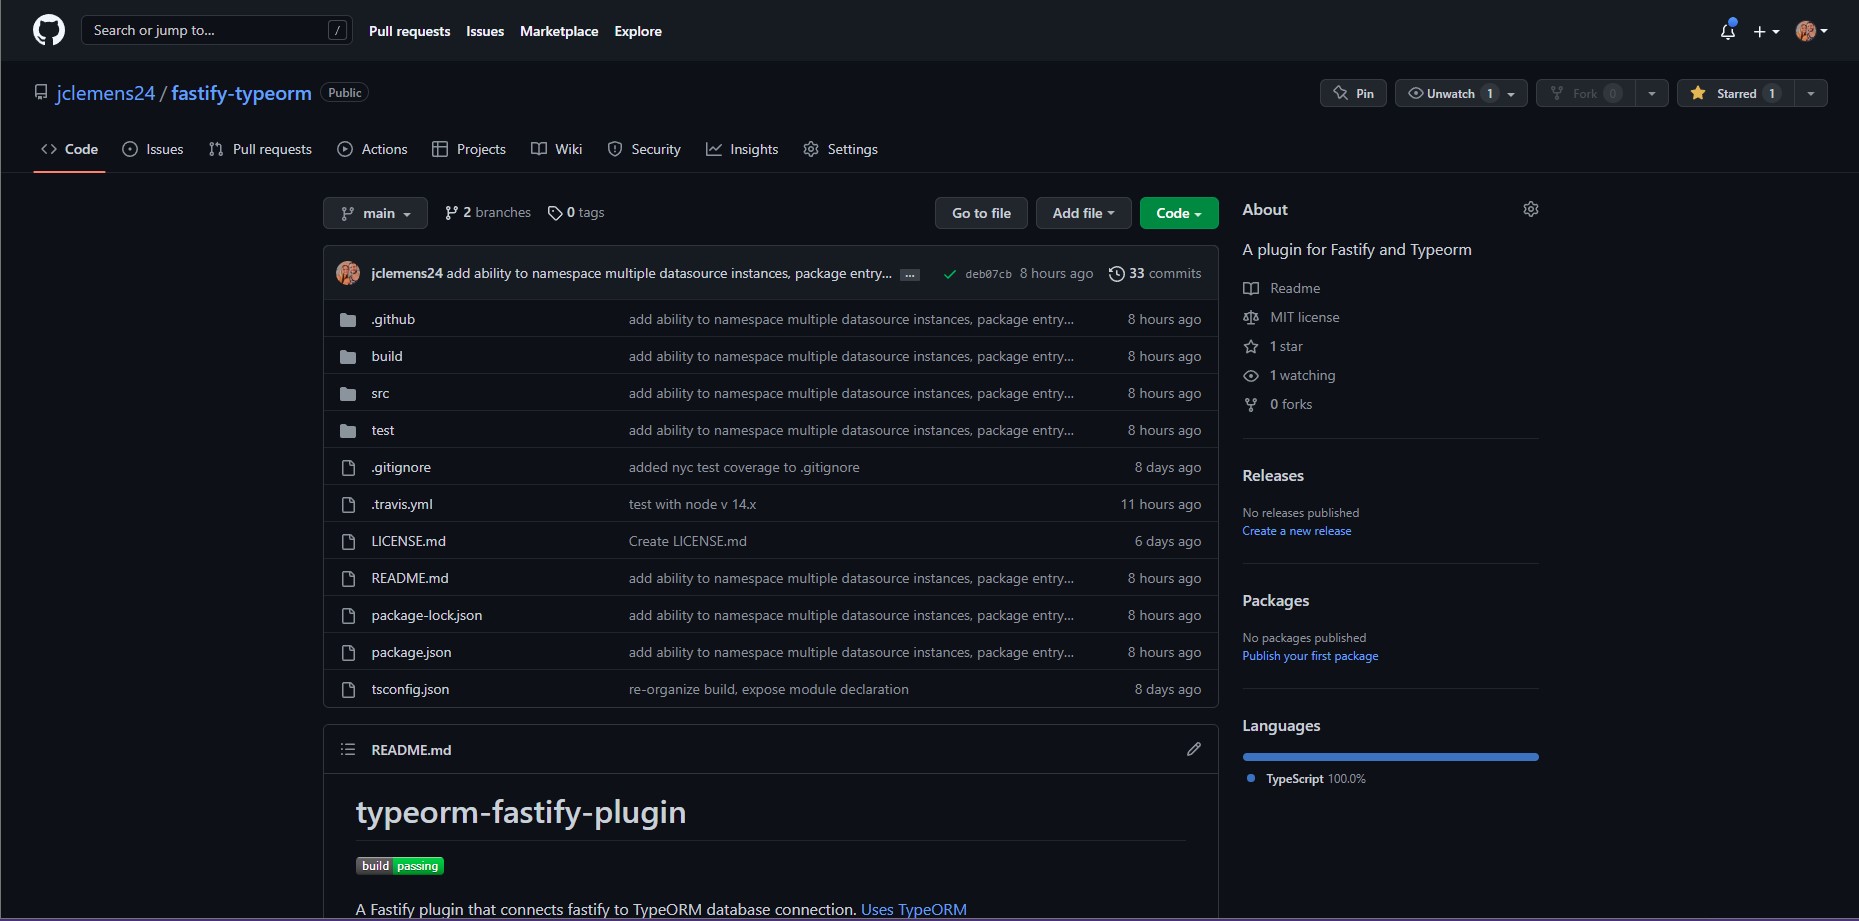 Search or jump to... /
Pull requests Issues Marketplace Explore
jclemens24 / fastify-typeorm Public
Pin Unwatch 1 Fork 0 Starred 1
Code Issues Pull requests Actions Projects Wiki Security Insights Settings
main 2 branches 0 tags Go to file Add file Code
jclemens24 add ability to namespace multiple datasource instances, package entry... ... deb07cb 8 hours ago 33 commits
.github add ability to namespace multiple datasource instances, package entry... 8 hours ago
build add ability to namespace multiple datasource instances, package entry... 8 hours ago
src add ability to namespace multiple datasource instances, package entry... 8 hours ago
test add ability to namespace multiple datasource instances, package entry... 8 hours ago
.gitignore added nyc test coverage to .gitignore 8 days ago
.travis.yml test with node v 14.x 11 hours ago
LICENSE.md Create LICENSE.md 6 days ago
README.md add ability to namespace multiple datasource instances, package entry... 8 hours ago
package-lock.json add ability to namespace multiple datasource instances, package entry... 8 hours ago
package.json add ability to namespace multiple datasource instances, package entry... 8 hours ago
tsconfig.json re-organize build, expose module declaration 8 days ago
README.md
typeorm-fastify-plugin
build passing
A Fastify plugin that connects fastify to TypeORM database connection. Uses TypeORM
About
A plugin for Fastify and Typeorm
Readme
MIT license
1 star
1 watching
0 forks
Releases
No releases published
Create a new release
Packages
No packages published
Publish your first package
Languages
TypeScript 100.0%